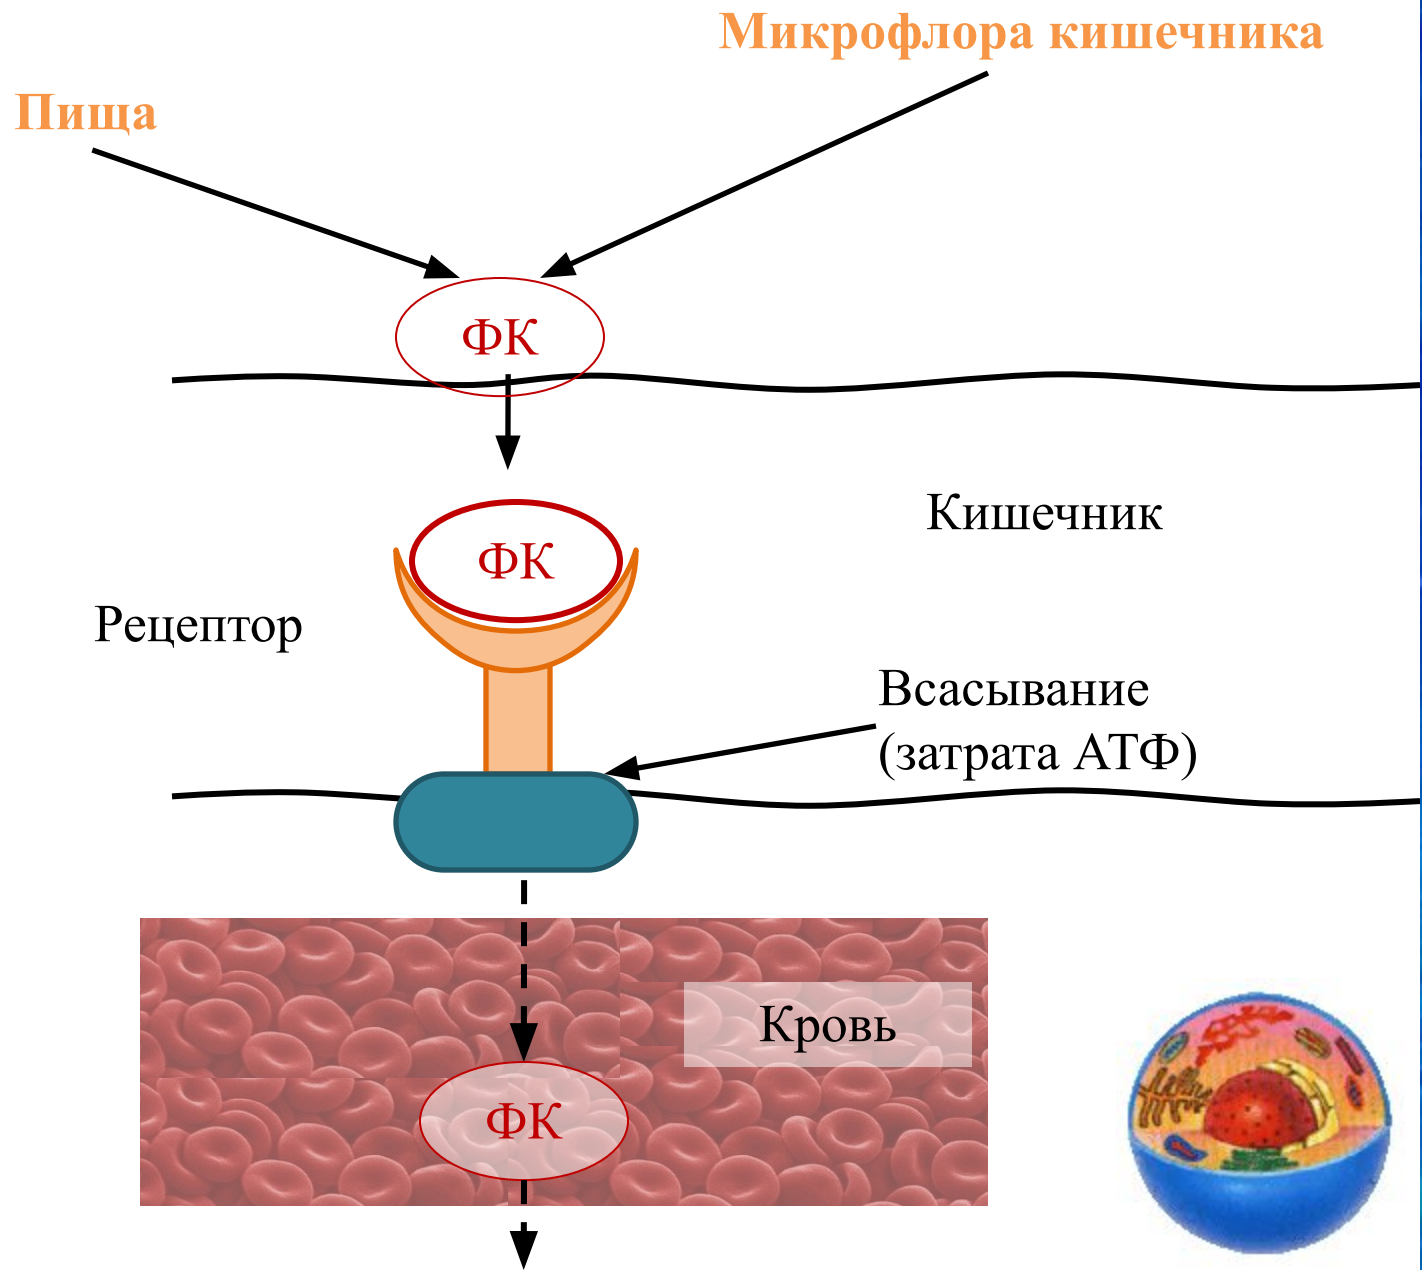 Микрофлора кишечника
Пища
ФК
Кишечник
ФК
Рецептор
Всасывание
(затрата АТФ)
Кровь
ФК